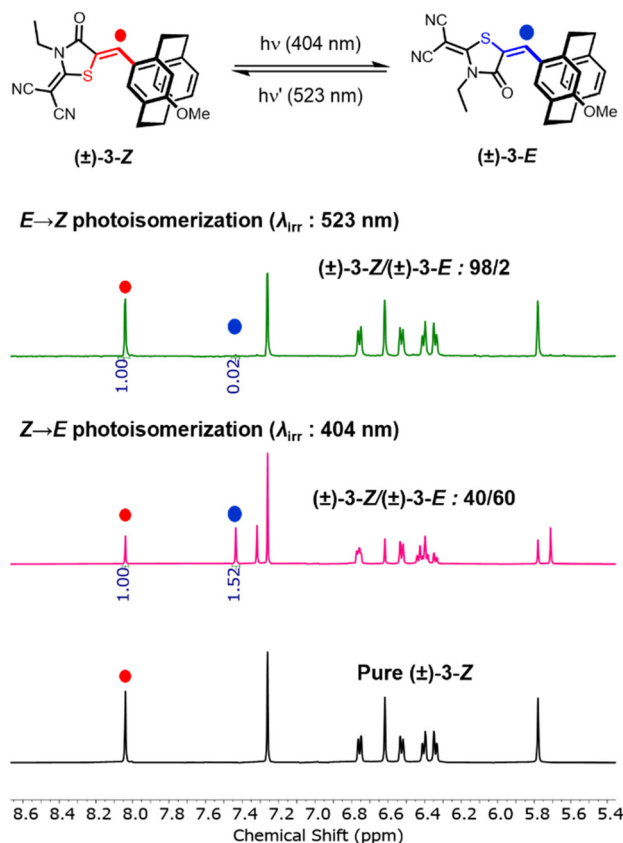 CN
O
N
S
CN
CN
OMe
(±)-3-Z
hν (404 nm)
hν' (523 nm)
CN
S
CN
N
O
OMe
(±)-3-E
E→Z photoisomerization (λirr : 523 nm)
(±)-3-Z/(±)-3-E : 98/2
1.00
0.02
Z→E photoisomerization (λirr : 404 nm)
(±)-3-Z/(±)-3-E : 40/60
1.00
1.52
Pure (±)-3-Z
8.6 8.4 8.2 8.0 7.8 7.6 7.4 7.2 7.0 6.8 6.6 6.4 6.2 6.0 5.8 5.6 5.4
Chemical Shift (ppm)